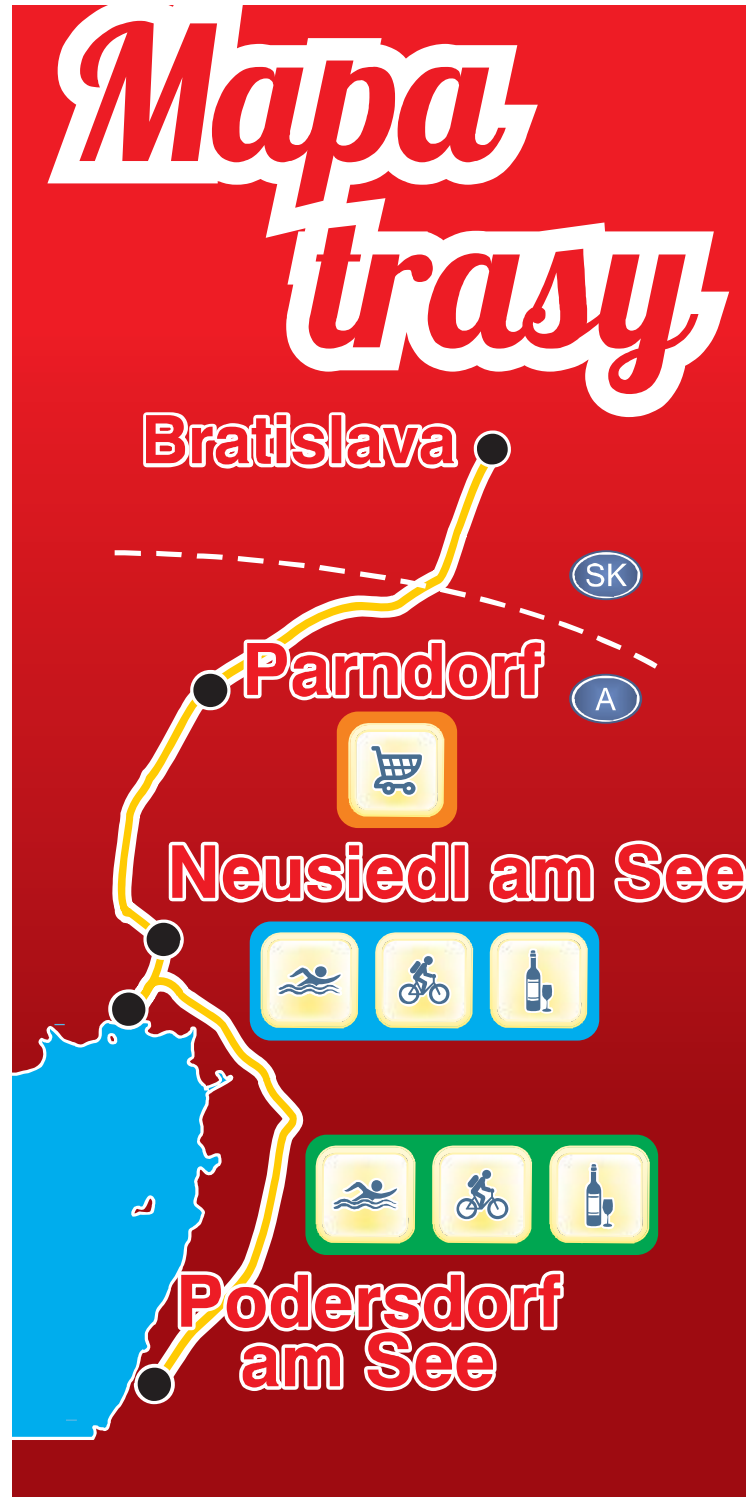 Mapa
trasy
Bratislava
SK
Parndorf
A
Neusiedl am See
Podersdorf
am See